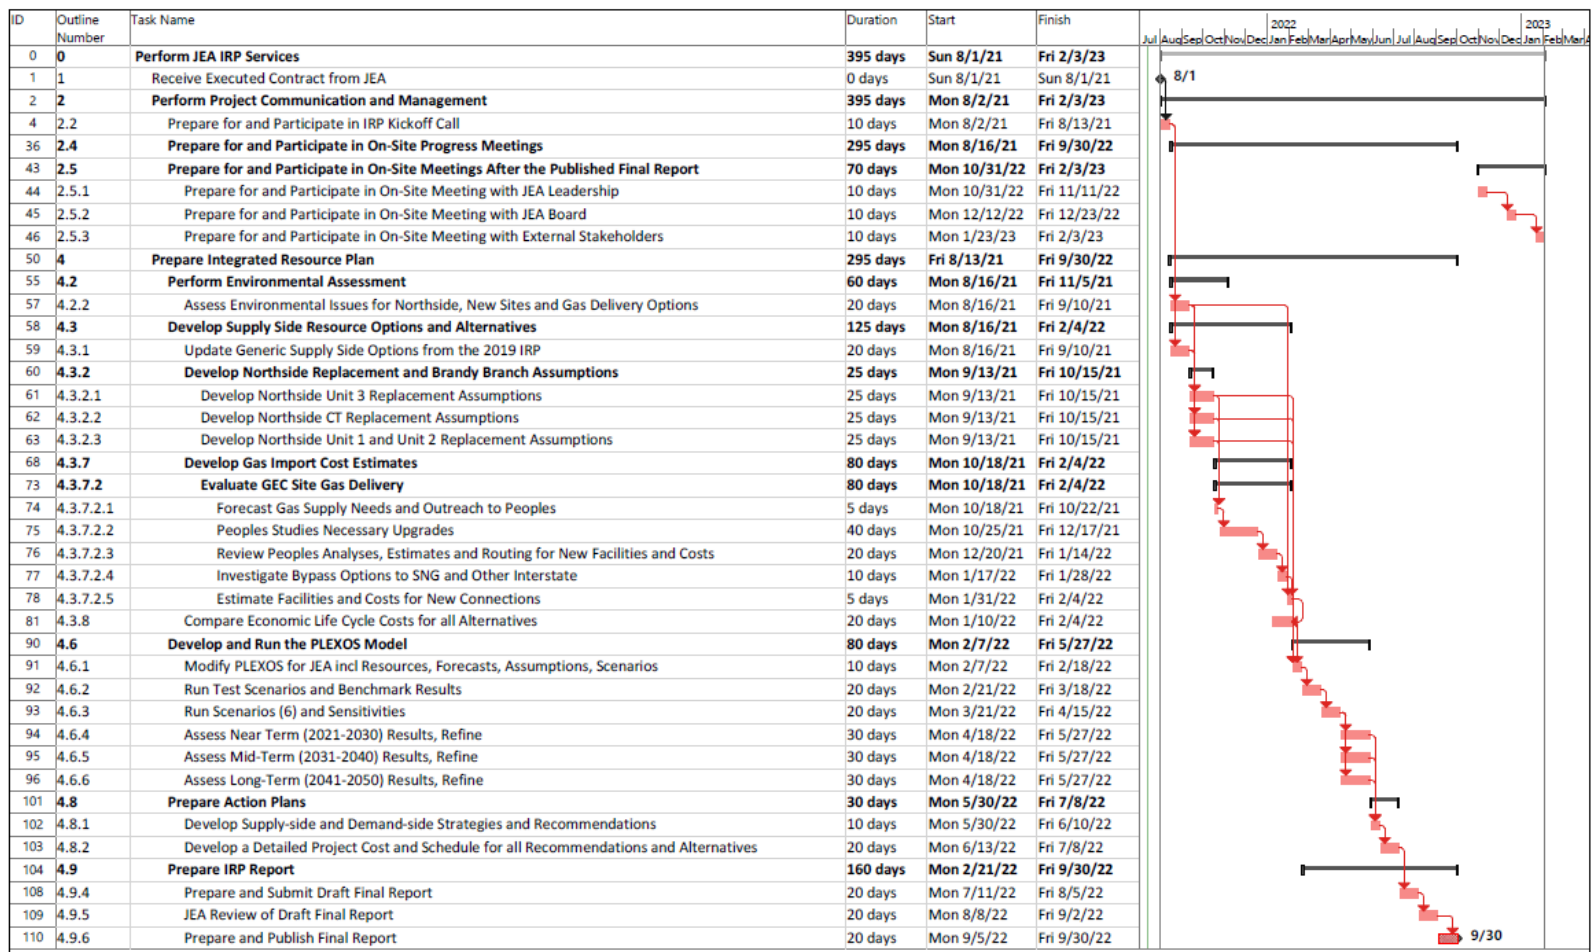 ID Outline Number Task Name Duration Start Finish
2022 2023
Jul Aug Sep Oct Nov Dec Jan Feb Mar Apr May Jun Jul Aug Sep Oct Nov Dec Jan Feb Mar
0 0 Perform JEA IRP Services 395 days Sun 8/1/21 Fri 2/3/23
1 1 Receive Executed Contract from JEA 0 days Sun 8/1/21 Sun 8/1/21 8/1
2 2 Perform Project Communication and Management 395 days Mon 8/2/21 Fri 2/3/23
4 2.2 Prepare for and Participate in IRP Kickoff Call 10 days Mon 8/2/21 Fri 8/13/21
36 2.4 Prepare for and Participate in On-Site Progress Meetings 295 days Mon 8/16/21 Fri 9/30/22
43 2.5 Prepare for and Participate in On-Site Meetings After the Published Final Report 70 days Mon 10/31/22 Fri 2/3/23
44 2.5.1 Prepare for and Participate in On-Site Meeting with JEA Leadership 10 days Mon 10/31/22 Fri 11/11/22
45 2.5.2 Prepare for and Participate in On-Site Meeting with JEA Board 10 days Mon 12/12/22 Fri 12/23/22
46 2.5.3 Prepare for and Participate in On-Site Meeting with External Stakeholders 10 days Mon 1/23/23 Fri 2/3/23
50 4 Prepare Integrated Resource Plan 295 days Fri 8/13/21 Fri 9/30/22
55 4.2 Perform Environmental Assessment 60 days Mon 8/16/21 Fri 11/5/21
57 4.2.2 Assess Environmental Issues for Northside, New Sites and Gas Delivery Options 20 days Mon 8/16/21 Fri 9/10/21
58 4.3 Develop Supply Side Resource Options and Alternatives 125 days Mon 8/16/21 Fri 2/4/22
59 4.3.1 Update Generic Supply Side Options from the 2019 IRP 20 days Mon 8/16/21 Fri 9/10/21
60 4.3.2 Develop Northside Replacement and Brandy Branch Assumptions 25 days Mon 9/13/21 Fri 10/15/21
61 4.3.2.1 Develop Northside Unit 3 Replacement Assumptions 25 days Mon 9/13/21 Fri 10/15/21
62 4.3.2.2 Develop Northside CT Replacement Assumptions 25 days Mon 9/13/21 Fri 10/15/21
63 4.3.2.3 Develop Northside Unit 1 and Unit 2 Replacement Assumptions 25 days Mon 9/13/21 Fri 10/15/21
68 4.3.7 Develop Gas Import Cost Estimates 80 days Mon 10/18/21 Fri 2/4/22
73 4.3.7.2 Evaluate GEC Site Gas Delivery 80 days Mon 10/18/21 Fri 2/4/22
74 4.3.7.2.1 Forecast Gas Supply Needs and Outreach to Peoples 5 days Mon 10/18/21 Fri 10/22/21
75 4.3.7.2.2 Peoples Studies Necessary Upgrades 40 days Mon 10/25/21 Fri 12/17/21
76 4.3.7.2.3 Review Peoples Analyses, Estimates and Routing for New Facilities and Costs 20 days Mon 12/20/21 Fri 1/14/22
77 4.3.7.2.4 Investigate Bypass Options to SNG and Other Interstate 10 days Mon 1/17/22 Fri 1/28/22
78 4.3.7.2.5 Estimate Facilities and Costs for New Connections 5 days Mon 1/31/22 Fri 2/4/22
81 4.3.8 Compare Economic Life Cycle Costs for all Alternatives 20 days Mon 1/10/22 Fri 2/4/22
90 4.6 Develop and Run the PLEXOS Model 80 days Mon 2/7/22 Fri 5/27/22
91 4.6.1 Modify PLEXOS for JEA incl Resources, Forecasts, Assumptions, Scenarios 10 days Mon 2/7/22 Fri 2/18/22
92 4.6.2 Run Test Scenarios and Benchmark Results 20 days Mon 2/21/22 Fri 3/18/22
93 4.6.3 Run Scenarios (6) and Sensitivities 20 days Mon 3/21/22 Fri 4/15/22
94 4.6.4 Assess Near Term (2021-2030) Results, Refine 30 days Mon 4/18/22 Fri 5/27/22
95 4.6.5 Assess Mid-Term (2031-2040) Results, Refine 30 days Mon 4/18/22 Fri 5/27/22
96 4.6.6 Assess Long-Term (2041-2050) Results, Refine 30 days Mon 4/18/22 Fri 5/27/22
101 4.8 Prepare Action Plans 30 days Mon 5/30/22 Fri 7/8/22
102 4.8.1 Develop Supply-side and Demand-side Strategies and Recommendations 10 days Mon 5/30/22 Fri 6/10/22
103 4.8.2 Develop a Detailed Project Cost and Schedule for all Recommendations and Alternatives 20 days Mon 6/13/22 Fri 7/8/22
104 4.9 Prepare IRP Report 160 days Mon 2/21/22 Fri 9/30/22
108 4.9.4 Prepare and Submit Draft Final Report 20 days Mon 7/11/22 Fri 8/5/22
109 4.9.5 JEA Review of Draft Final Report 20 days Mon 8/8/22 Fri 9/2/22
110 4.9.6 Prepare and Publish Final Report 20 days Mon 9/5/22 Fri 9/30/22 9/30